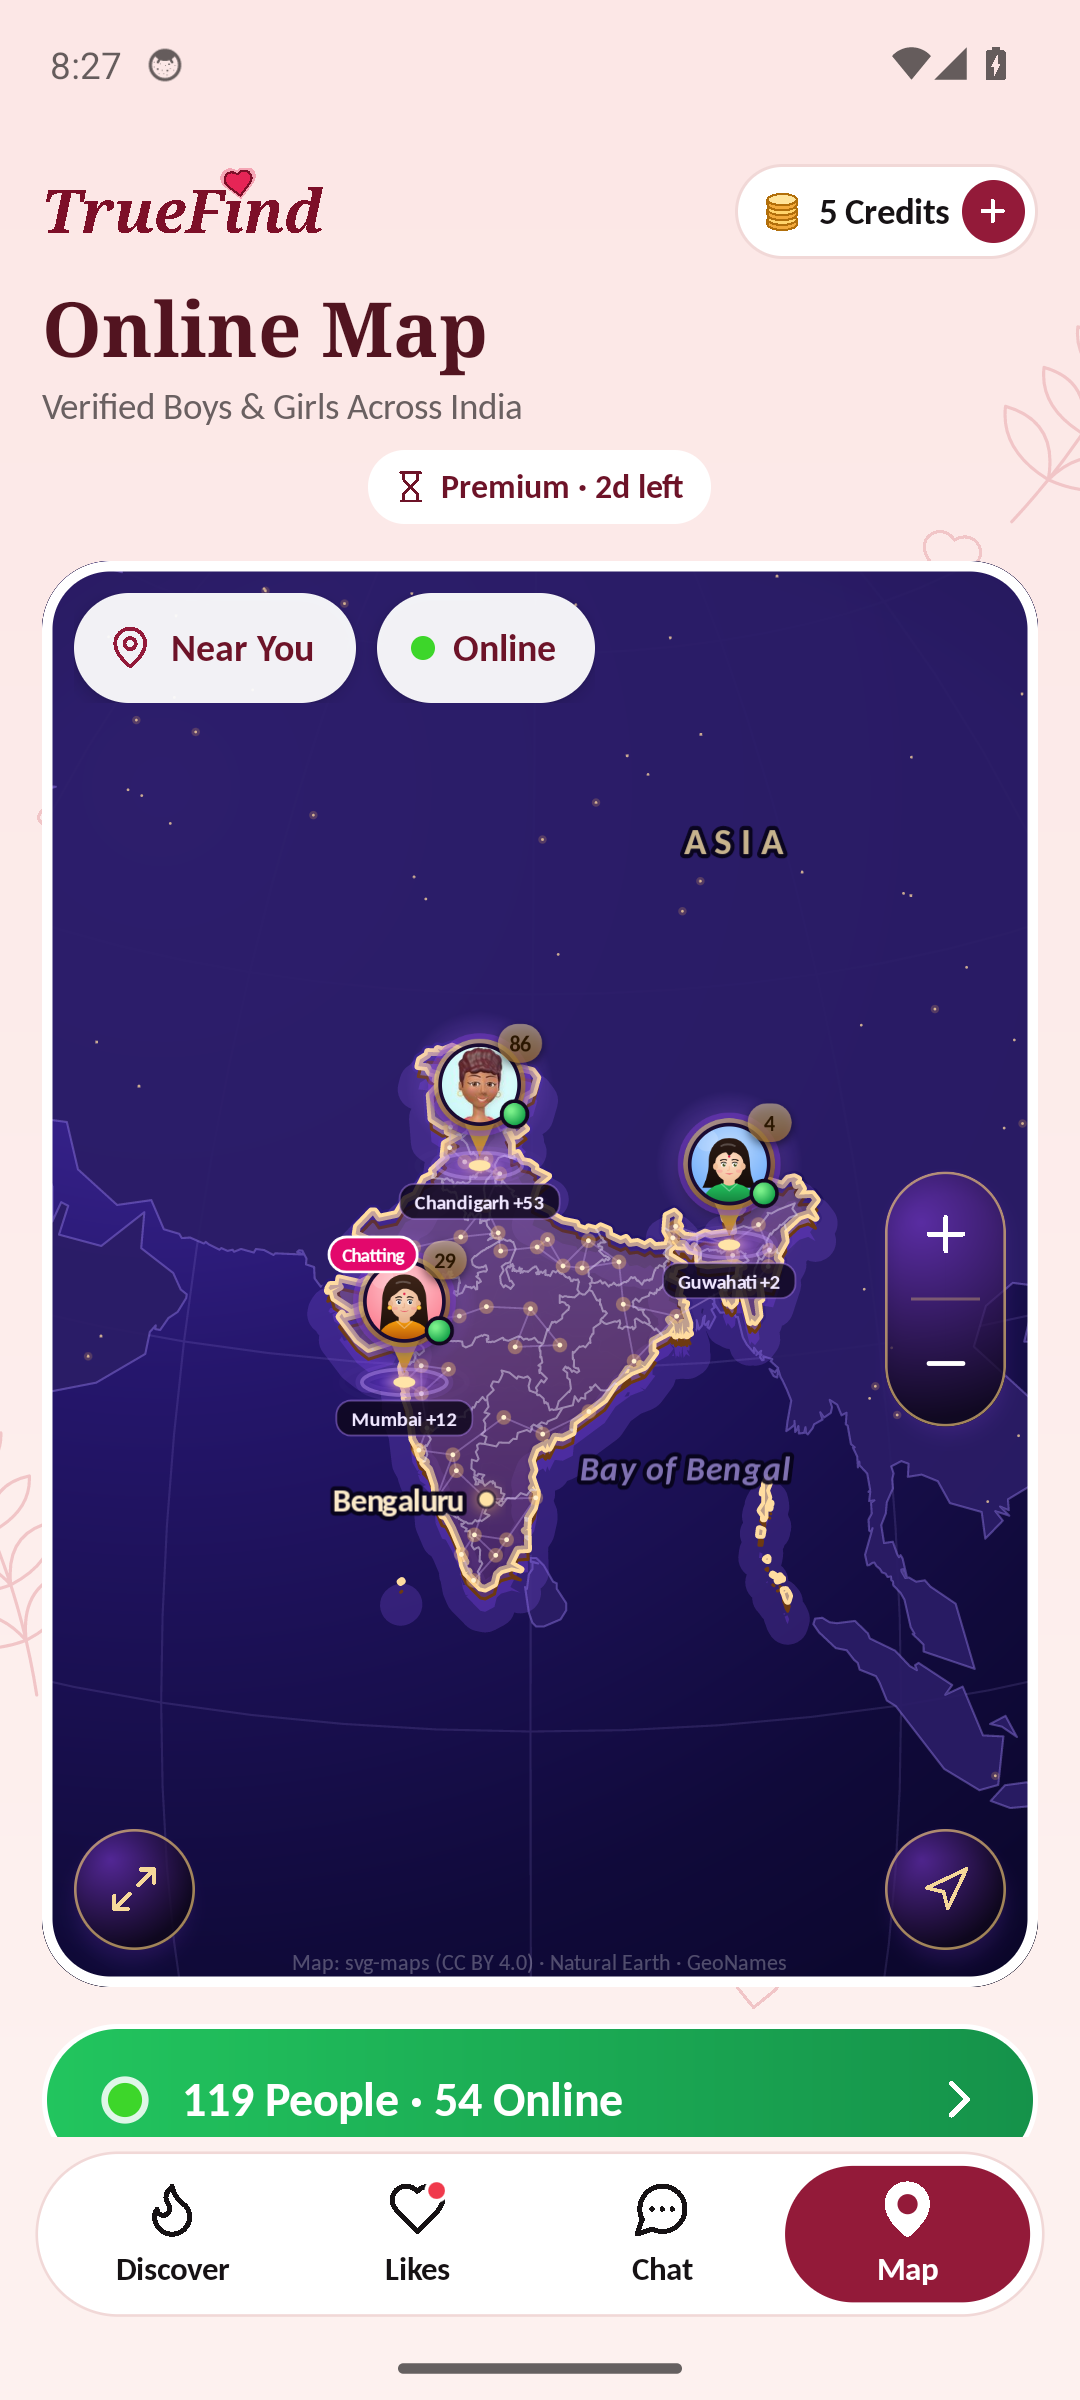 8:27
TrueFind
5 Credits
Online Map
Verified Boys & Girls Across India
Premium · 2d left
Near You
Online
ASIA
86
4
Chandigarh +53
Chatting
29
Guwahati +2
Mumbai +12
Bay of Bengal
Bengaluru
Map: svg-maps (CC BY 4.0) · Natural Earth · GeoNames
119 People · 54 Online
Discover
Likes
Chat
Map